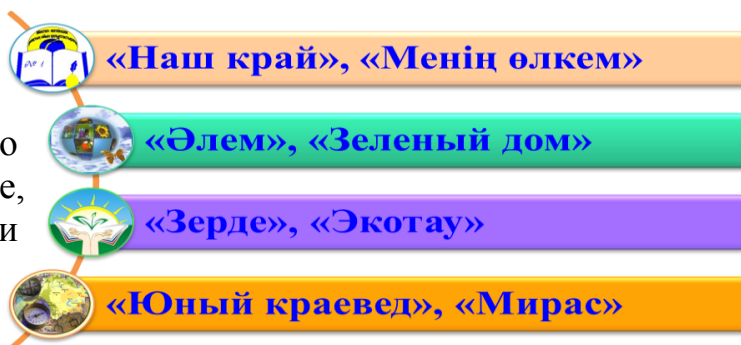 «Наш край», «Менің өлкем»
«Әлем», «Зеленый дом»
о
е,
«Зерде», «Экотау»
и
«Юный краевед», «Мирас»